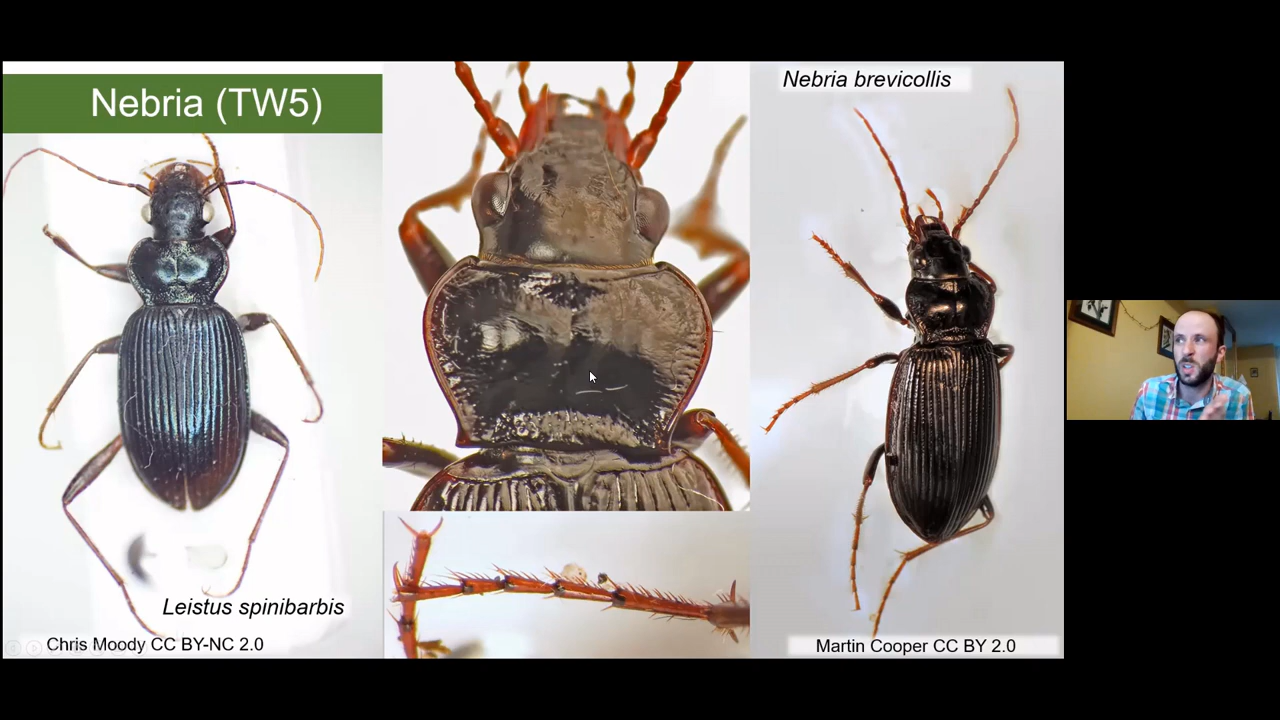 Nebria (TW5)
Leistus spinibarbis
Chris Moody CC BY-NC 2.0
Nebria brevicollis
Martin Cooper CC BY 2.0